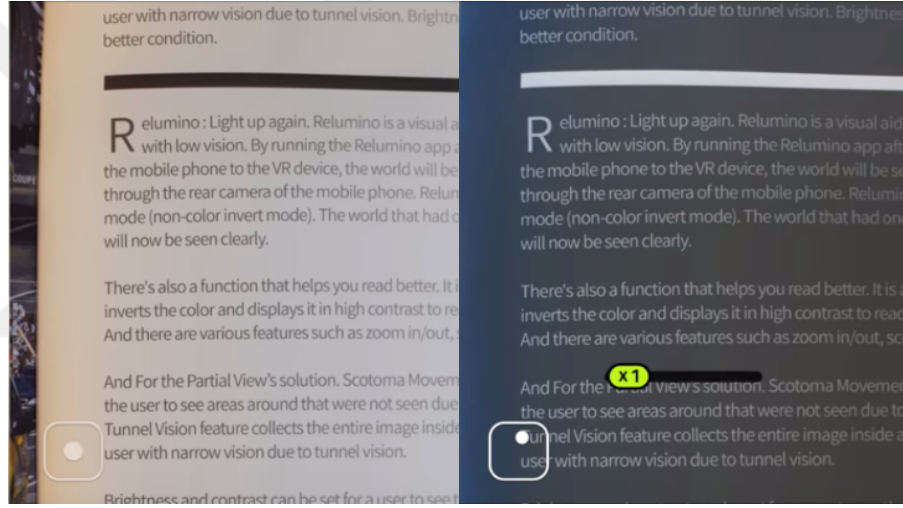 user with narrow vision due to tunnel vision. Brightn
better condition.
R elumino : Light up again. Relumino is a visual a
with low vision. By running the Relumino app a
the mobile phone to the VR device, the world will be
through the rear camera of the mobile phone. Relun
mode (non-color invert mode). The world that had o
will now be seen clearly.
There's also a function that helps you read better. It i
inverts the color and displays it in high contrast to re
And there are various features such as zoom in/out, s
And For the Partial View's solution. Scotoma Movem
the user to see areas around that were not seen due
Tunnel Vision feature collects the entire image inside
user with narrow vision due to tunnel vision.
Brightness and contrast can be set for a user to see t
COUPE
user with narrow vision due to tunnel vision. Brightnes
better condition.
R elumino : Light up again. Relumino is a visual aid
with low vision. By running the Relumino app aft
the mobile phone to the VR device, the world will be se
through the rear camera of the mobile phone. Relumi
mode (non-color invert mode). The world that had on
will now be seen clearly.
There's also a function that helps you read better. It is a
inverts the color and displays it in high contrast to read
And there are various features such as zoom in/out, sc
x1
And For the Partial View's solution. Scotoma Movemen
the user to see areas around that were not seen due to
Tunnel Vision feature collects the entire image inside a
user with narrow vision due to tunnel vision.